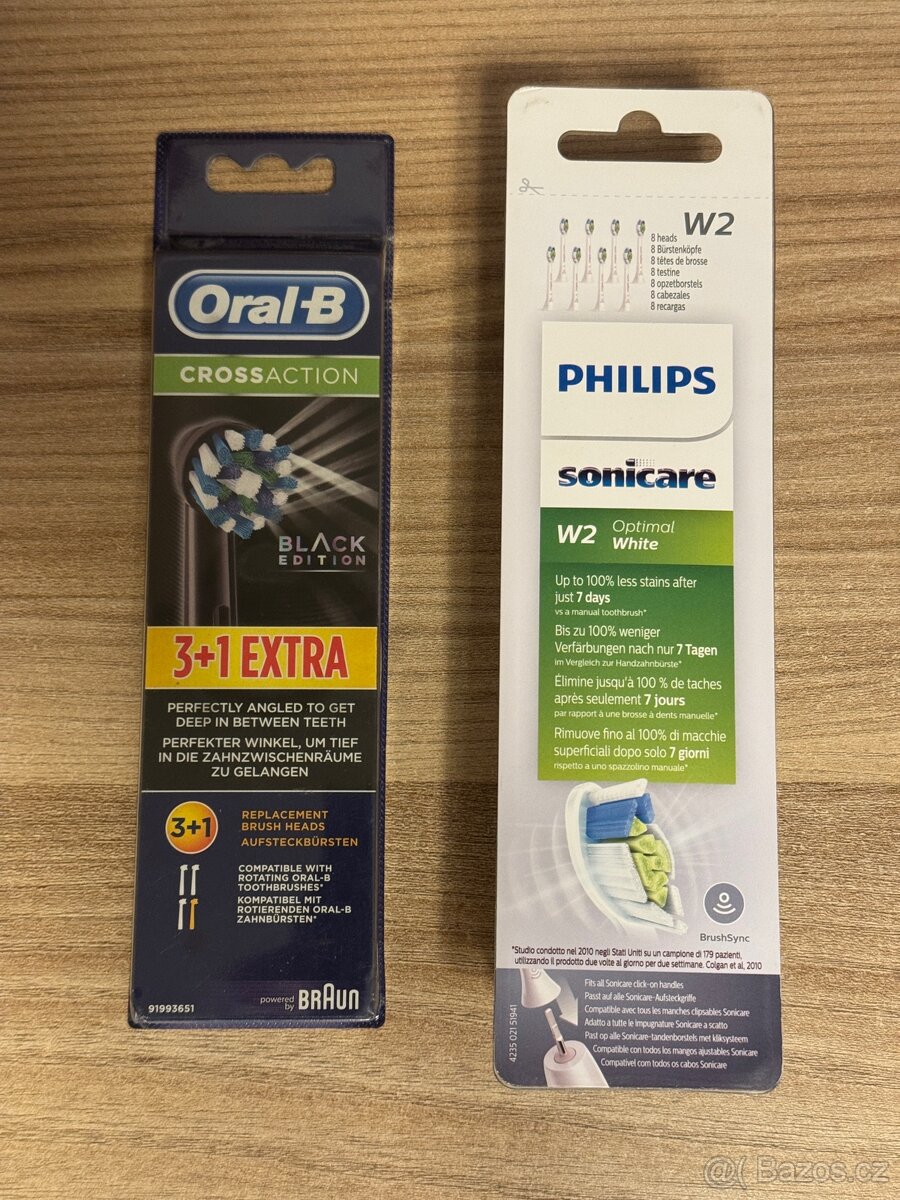 Oral-B
CROSSACTION
BLACK
EDITION
3+1 EXTRA
PERFECTLY ANGLED TO GET
DEEP IN BETWEEN TEETH
PERFEKTER WINKEL, UM TIEF
IN DIE ZAHNZWISCHENRÄUME
ZU GELANGEN
3+1
REPLACEMENT
BRUSH HEADS
AUFSTECKBÜRSTEN
COMPATIBLE WITH
ROTATING ORAL-B
TOOTHBRUSHES*
KOMPATIBEL MIT
ROTIERENDEN ORAL-B
ZAHNBÜRSTEN*
91993651
powered by BRAUN
W2
8 heads
8 Bürstenköpfe
8 têtes de brosse
8 testine
8 opzetborstels
8 cabezales
8 recargas
PHILIPS
sonicare
W2 Optimal
White
Up to 100% less stains after
just 7 days
vs a manual toothbrush*
Bis zu 100% weniger
Verfärbungen nach nur 7 Tagen
im Vergleich zur Handzahnbürste*
Élimine jusqu'à 100 % de taches
après seulement 7 jours
par rapport à une brosse à dents manuelle*
Rimuove fino al 100% di macchie
superficiali dopo solo 7 giorni
rispetto a uno spazzolino manuale*
BrushSync
*Studio condotto nel 2010 negli Stati Uniti su un campione di 179 pazienti,
utilizzando il prodotto due volte al giorno per due settimane. Colgan et al, 2010
Fits all Sonicare click-on handles
Passt auf alle Sonicare-Aufsteckgriffe
Compatible avec tous les manches clipsables Sonicare
Adatto a tutte le impugnature Sonicare a scatto
Past op alle Sonicare-tandenborstels met kliksysteem
Compatible con todos los mangos ajustables Sonicare
Compatível com todos os cabos Sonicare
4235 021 51941
@( Bazos.cz